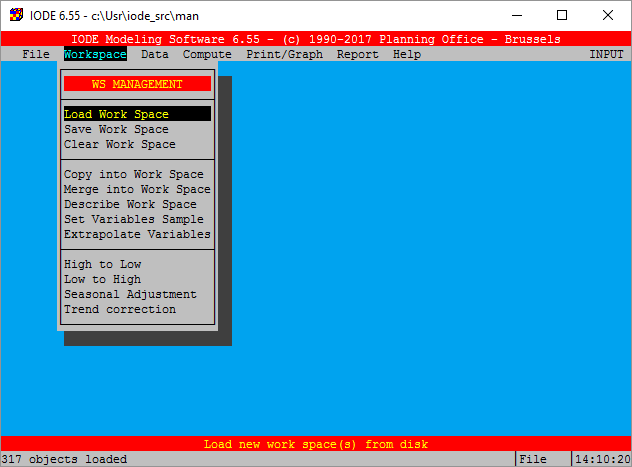 IODE 6.55 - c:\Usr\iode_src\man
IODE Modeling Software 6.55 - (c) 1990-2017 Planning Office - Brussels
File Workspace Data Compute Print/Graph Report Help INPUT
WS MANAGEMENT
Load Work Space
Save Work Space
Clear Work Space
Copy into Work Space
Merge into Work Space
Describe Work Space
Set Variables Sample
Extrapolate Variables
High to Low
Low to High
Seasonal Adjustment
Trend correction
Load new work space(s) from disk
317 objects loaded File 14:10:20